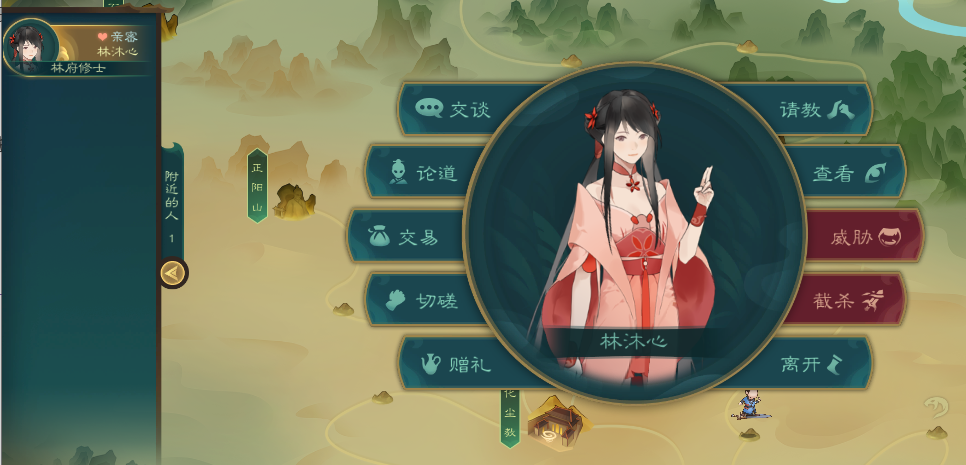 亲密
林沐心
林府修士
附近的人
1
正阳山
交谈
论道
交易
切磋
赠礼
请教
查看
威胁
截杀
离开
林沐心
化尘教